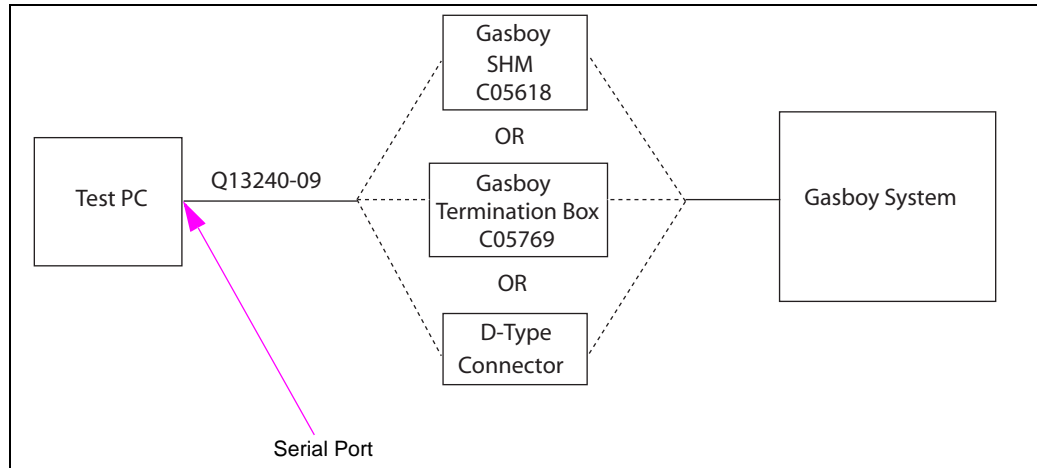 Gasboy
SHM
C05618
OR
Test PC
Q13240-09
Gasboy
Termination Box
C05769
Gasboy System
OR
D-Type
Connector
Serial Port